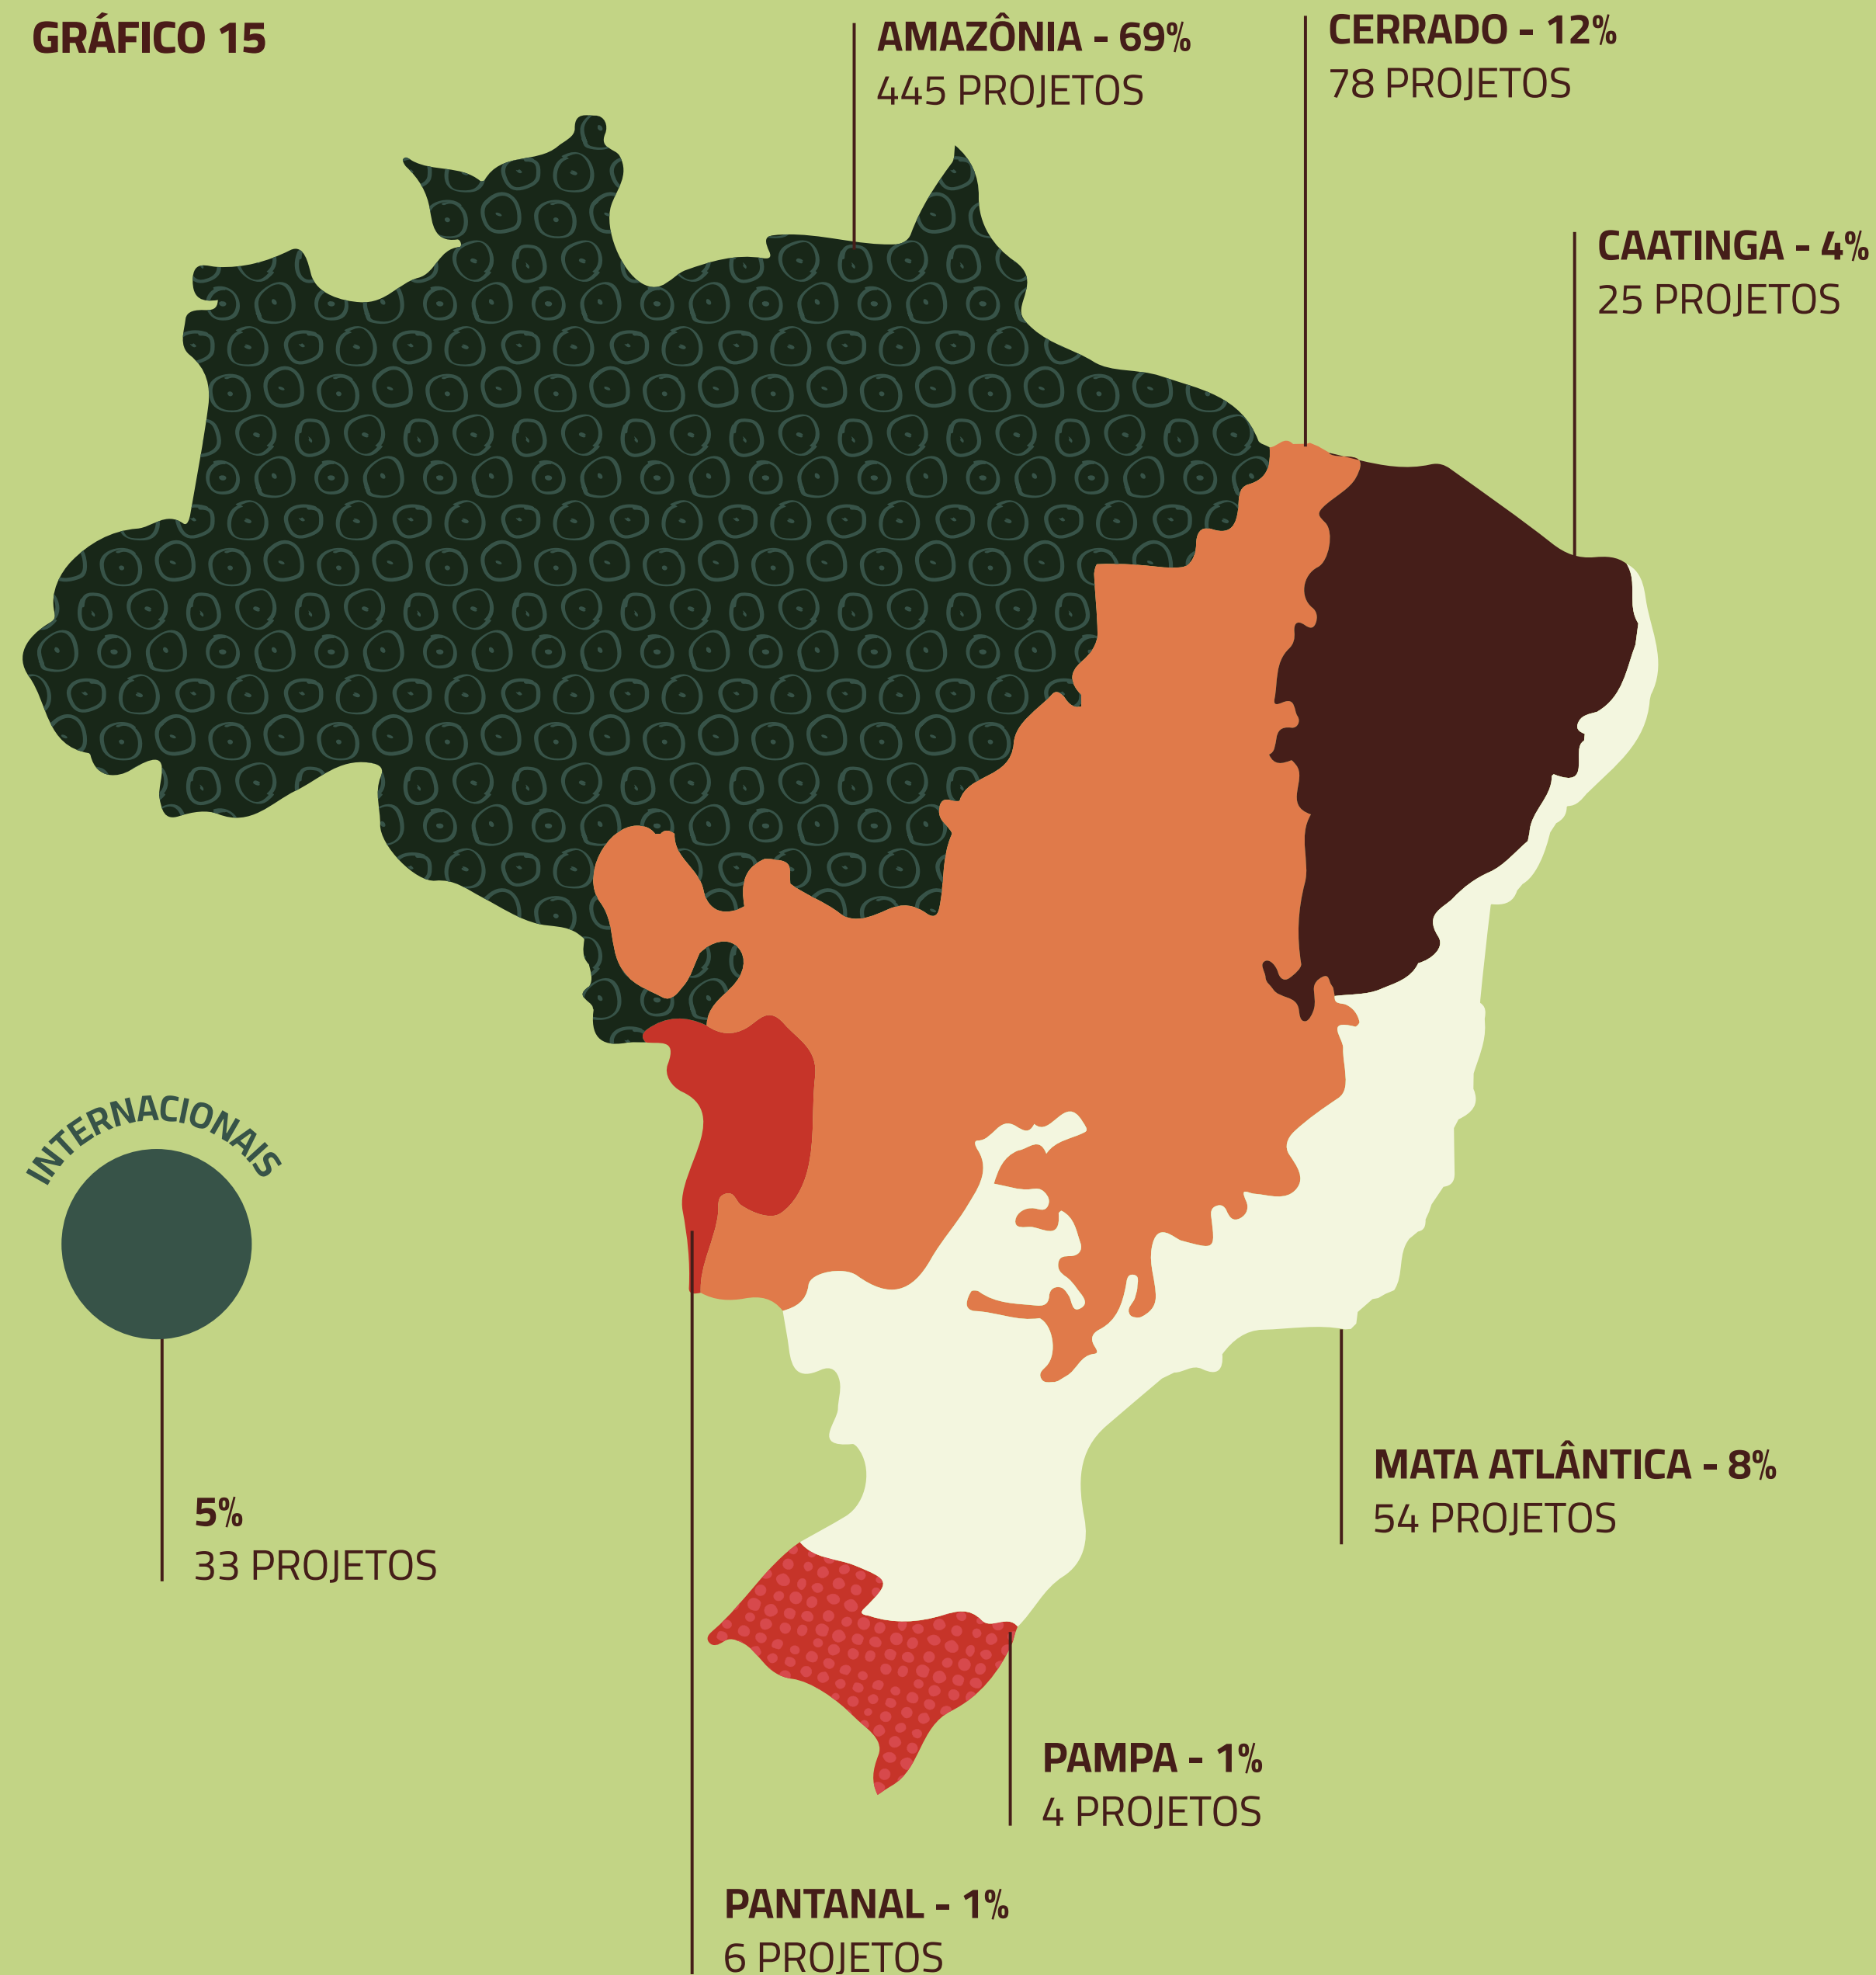 GRÁFICO 15
AMAZÔNIA - 69%
445 PROJETOS
CERRADO - 12%
78 PROJETOS
CAATINGA - 4%
25 PROJETOS
INTERNACIONAIS
5%
33 PROJETOS
MATA ATLÂNTICA - 8%
54 PROJETOS
PAMPA - 1%
4 PROJETOS
PANTANAL - 1%
6 PROJETOS